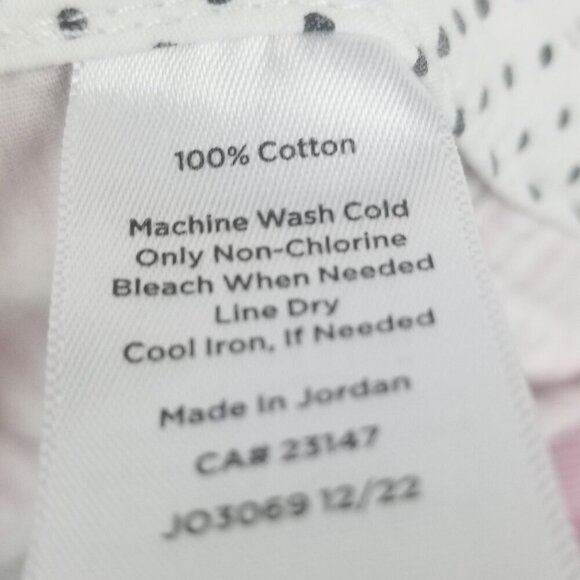 100% Cotton
Machine Wash Cold
Only Non-Chlorine
Bleach When Needed
Line Dry
Cool Iron, If Needed
Made In Jordan
CA# 23147
JO3069 12/22